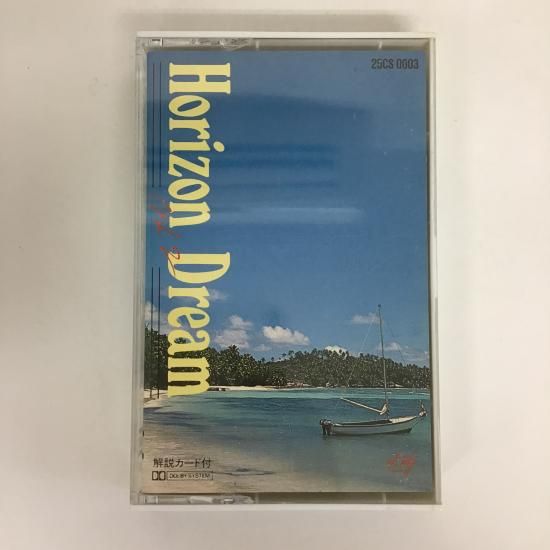 25CS 0003
Horizon Dream
解説カード付
DOLBY SYSTEM